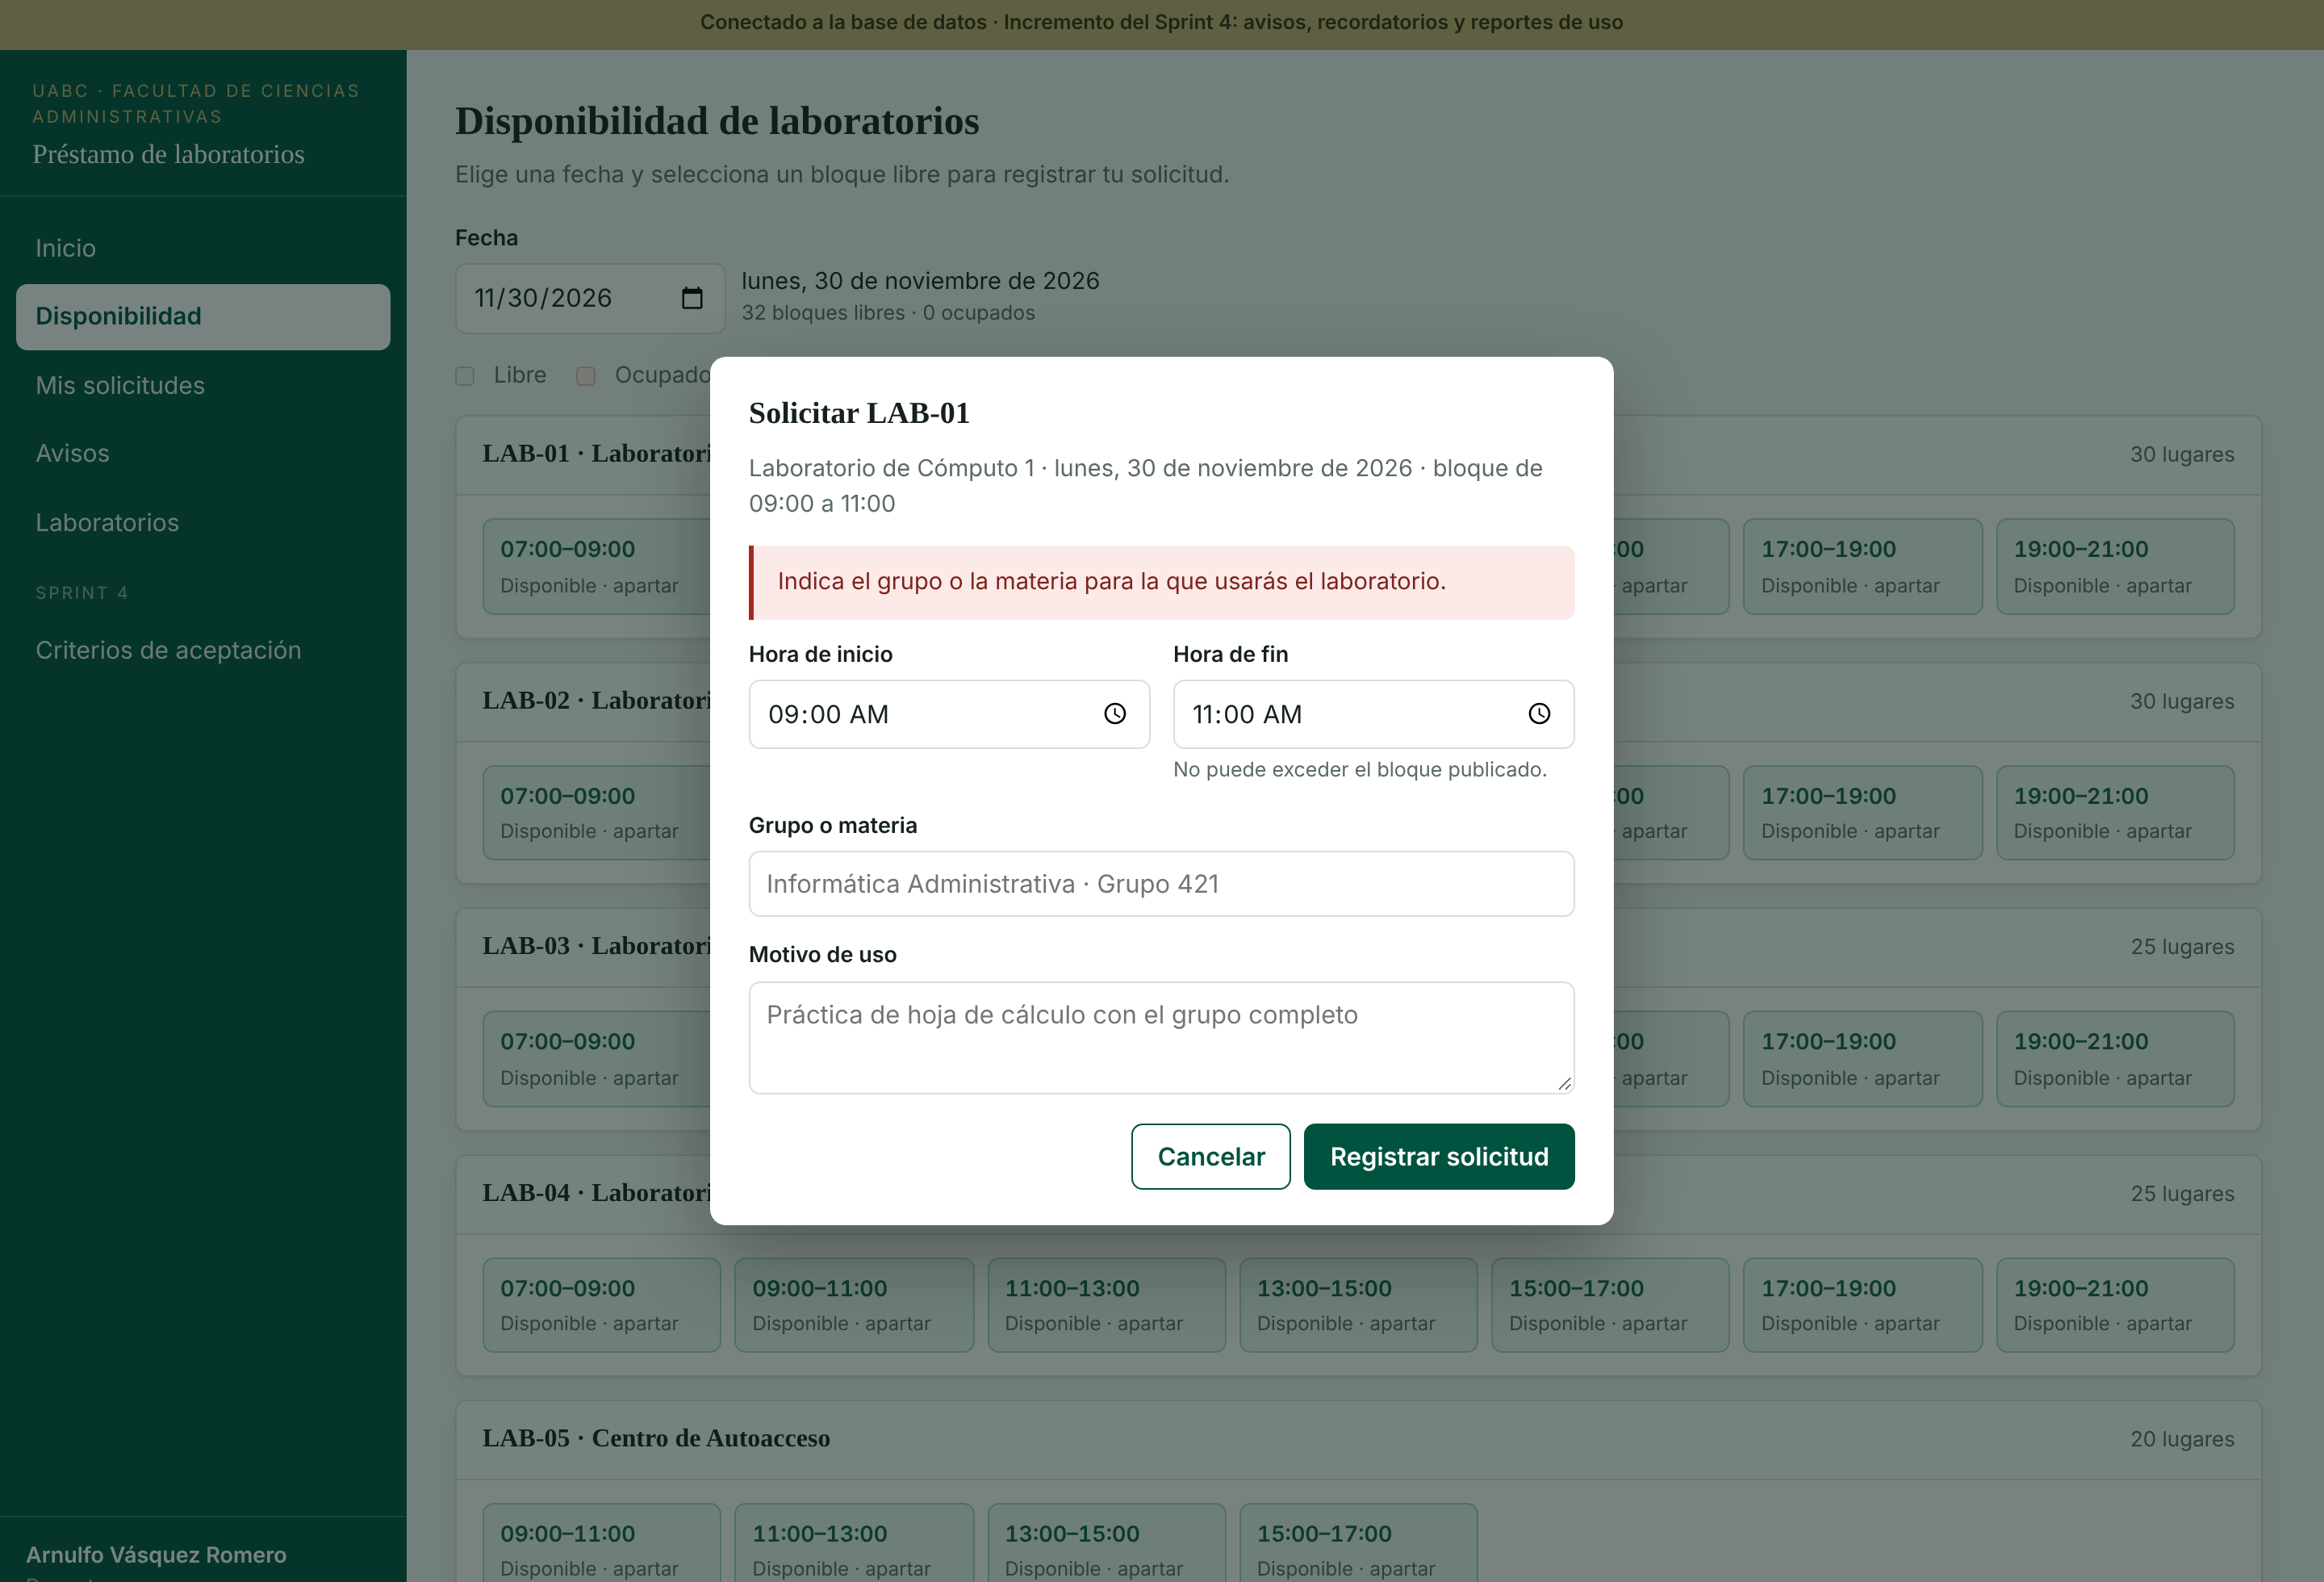 Conectado a la base de datos · Incremento del Sprint 4: avisos, recordatorios y reportes de uso
UABC · FACULTAD DE CIENCIAS
ADMINISTRATIVAS
Préstamo de laboratorios
Inicio
Disponibilidad
Mis solicitudes
Avisos
Laboratorios
SPRINT 4
Criterios de aceptación
Arnulfo Vásquez Romero
Disponibilidad de laboratorios
Elige una fecha y selecciona un bloque libre para registrar tu solicitud.
Fecha
11/30/2026
lunes, 30 de noviembre de 2026
32 bloques libres · 0 ocupados
Libre
Ocupado
LAB-01 · Laboratori
30 lugares
07:00–09:00
Disponible · apartar
:00
apartar
17:00–19:00
Disponible · apartar
19:00–21:00
Disponible · apartar
LAB-02 · Laboratori
30 lugares
07:00–09:00
Disponible · apartar
:00
apartar
17:00–19:00
Disponible · apartar
19:00–21:00
Disponible · apartar
LAB-03 · Laboratori
25 lugares
07:00–09:00
Disponible · apartar
:00
apartar
17:00–19:00
Disponible · apartar
19:00–21:00
Disponible · apartar
LAB-04 · Laboratori
25 lugares
07:00–09:00
Disponible · apartar
09:00–11:00
Disponible · apartar
11:00–13:00
Disponible · apartar
13:00–15:00
Disponible · apartar
15:00–17:00
Disponible · apartar
17:00–19:00
Disponible · apartar
19:00–21:00
Disponible · apartar
LAB-05 · Centro de Autoacceso
20 lugares
09:00–11:00
Disponible · apartar
11:00–13:00
Disponible · apartar
13:00–15:00
Disponible · apartar
15:00–17:00
Disponible · apartar
Solicitar LAB-01
Laboratorio de Cómputo 1 · lunes, 30 de noviembre de 2026 · bloque de
09:00 a 11:00
Indica el grupo o la materia para la que usarás el laboratorio.
Hora de inicio
09:00 AM
Hora de fin
11:00 AM
No puede exceder el bloque publicado.
Grupo o materia
Informática Administrativa · Grupo 421
Motivo de uso
Práctica de hoja de cálculo con el grupo completo
Cancelar
Registrar solicitud